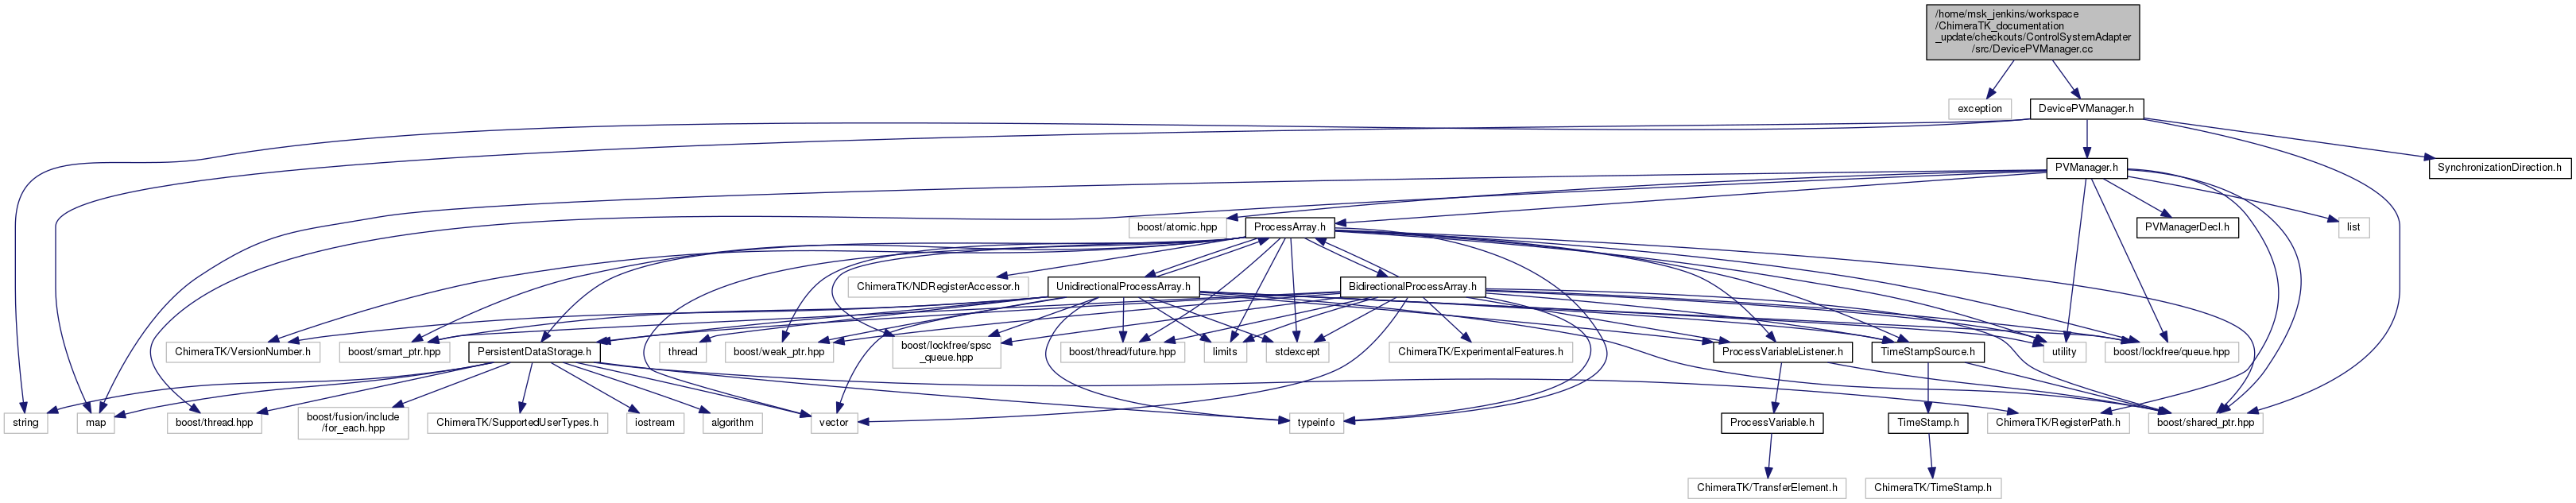 /home/msk_jenkins/workspace
/ChimeraTK_documentation
_update/checkouts/ControlSystemAdapter
/src/DevicePVManager.cc
exception
DevicePVManager.h
PVManager.h
SynchronizationDirection.h
boost/atomic.hpp
ProcessArray.h
PVManagerDecl.h
list
ChimeraTK/NDRegisterAccessor.h
UnidirectionalProcessArray.h
BidirectionalProcessArray.h
ChimeraTK/VersionNumber.h
boost/smart_ptr.hpp
PersistentDataStorage.h
thread
boost/weak_ptr.hpp
boost/lockfree/spsc
_queue.hpp
boost/thread/future.hpp
limits
stdexcept
ChimeraTK/ExperimentalFeatures.h
ProcessVariableListener.h
TimeStampSource.h
utility
boost/lockfree/queue.hpp
string
map
boost/thread.hpp
boost/fusion/include
/for_each.hpp
ChimeraTK/SupportedUserTypes.h
iostream
algorithm
vector
typeinfo
ProcessVariable.h
TimeStamp.h
ChimeraTK/RegisterPath.h
boost/shared_ptr.hpp
ChimeraTK/TransferElement.h
ChimeraTK/TimeStamp.h